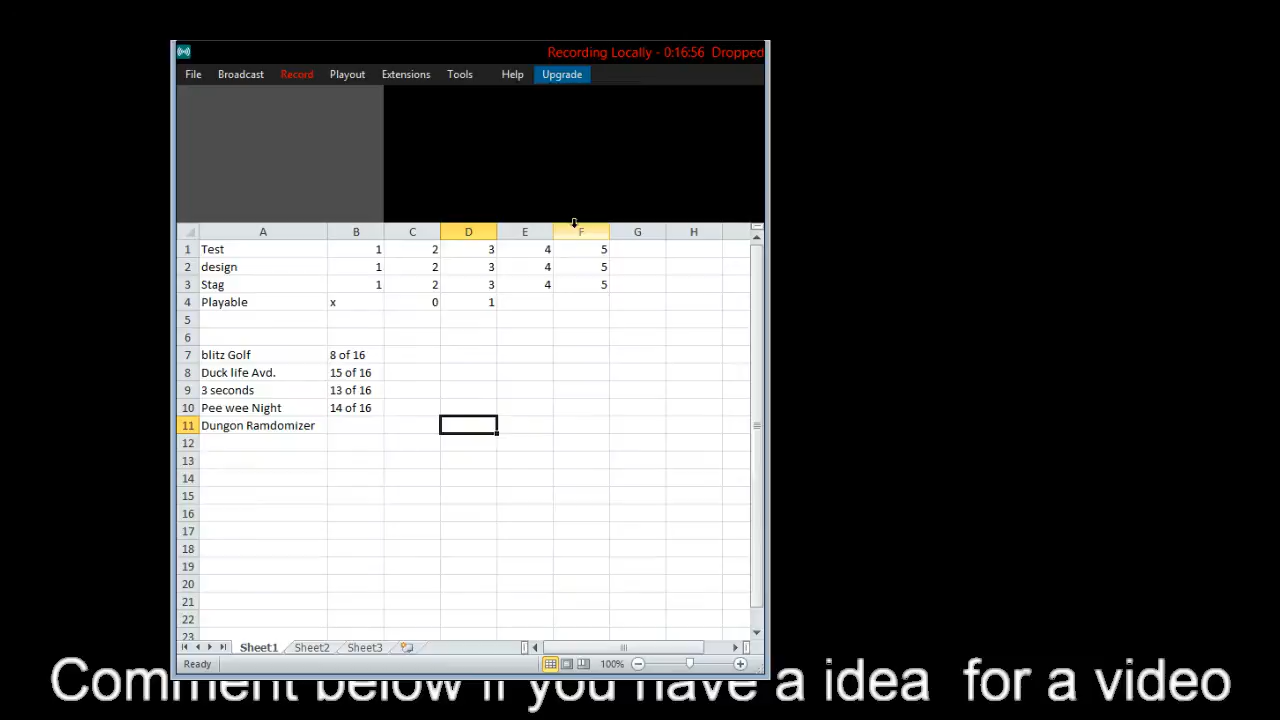 Recording Locally - 0:16:56 Dropped
File Broadcast Record Playout Extensions Tools Help Upgrade
A B C D E F G H
1 Test 1 2 3 4 5
2 design 1 2 3 4 5
3 Stag 1 2 3 4 5
4 Playable x 0 1
5
6
7 blitz Golf 8 of 16
8 Duck life Avd. 15 of 16
9 3 seconds 13 of 16
10 Pee wee Night 14 of 16
11 Dungon Ramdomizer
12
13
14
15
16
17
18
19
20
21
22
23
Sheet1 Sheet2 Sheet3
Ready 100%
Comment below if you have a idea for a video